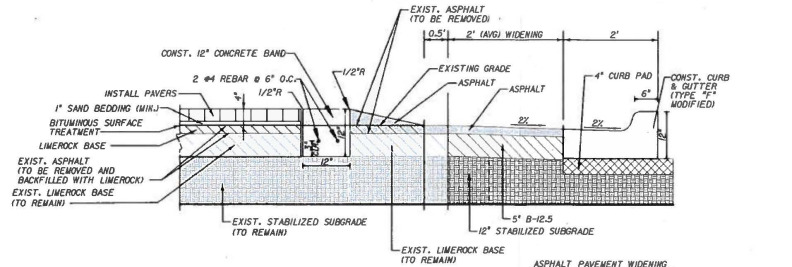 EXIST. ASPHALT
(TO BE REMOVED)
0.5'
2' (AVG) WIDENING
2'
CONST. 12" CONCRETE BAND
2 #4 REBAR @ 6" O.C.
1/2"R
1/2"R
EXISTING GRADE
ASPHALT
ASPHALT
4" CURB PAD
CONST. CURB
& GUTTER
(TYPE "F"
MODIFIED)
6"
INSTALL PAVERS
4"
1" SAND BEDDING (MIN.)
BITUMINOUS SURFACE
TREATMENT
LIMEROCK BASE
2%
2%
12"
12"
3"
12"
EXIST. ASPHALT
(TO BE REMOVED AND
BACKFILLED WITH LIMEROCK)
EXIST. LIMEROCK BASE
(TO REMAIN)
EXIST. STABILIZED SUBGRADE
(TO REMAIN)
5" B-12.5
12" STABILIZED SUBGRADE
EXIST. LIMEROCK BASE
(TO REMAIN)
ASPHALT PAVEMENT WIDENING